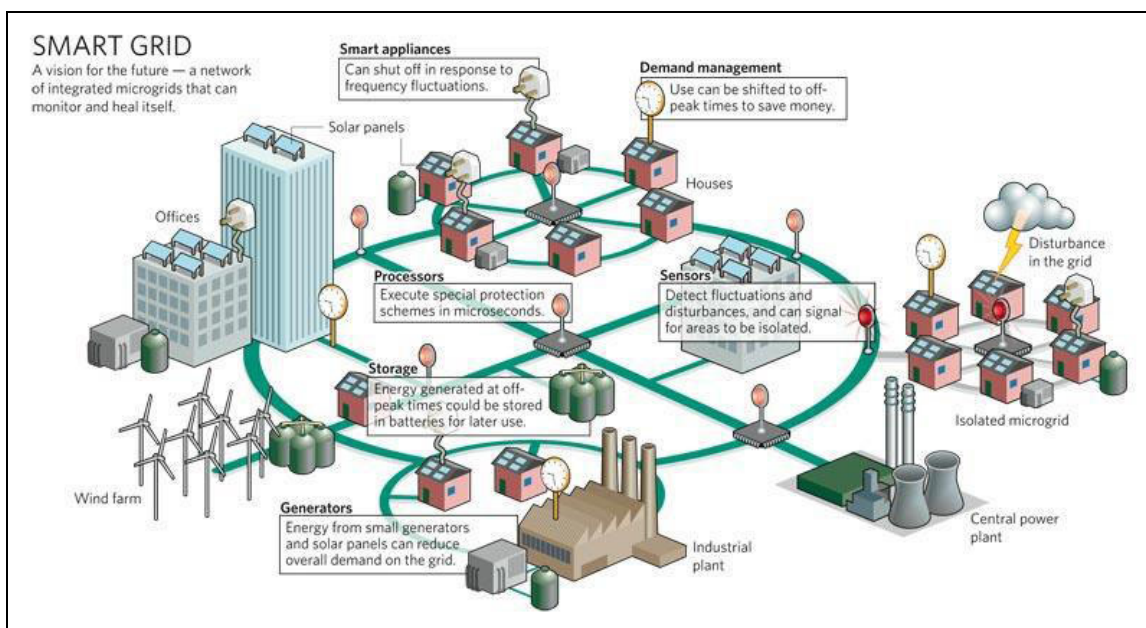 SMART GRID
A vision for the future — a network
of integrated microgrids that can
monitor and heal itself.
Smart appliances
Can shut off in response to
frequency fluctuations.
Demand management
Use can be shifted to off-
peak times to save money.
Solar panels
Houses
Offices
Disturbance
in the grid
Processors
Execute special protection
schemes in microseconds.
Sensors
Detect fluctuations and
disturbances, and can signal
for areas to be isolated.
Storage
Energy generated at off-
peak times could be stored
in batteries for later use.
Isolated microgrid
Wind farm
Generators
Energy from small generators
and solar panels can reduce
overall demand on the grid.
Industrial
plant
Central power
plant